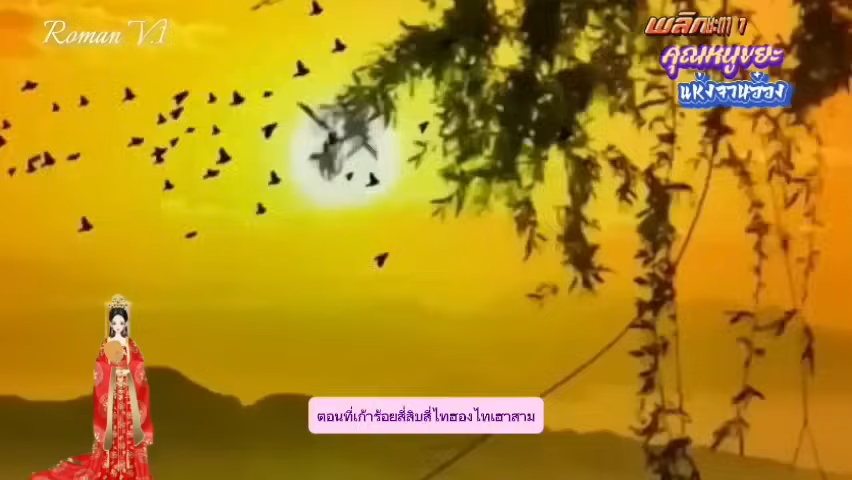 Roman V.1
พลิกชะตา 1
คุณหนูขยะ
แห่งจวนอ๋อง
ตอนที่เก้าร้อยสี่สิบสี่ไทฮองไทเฮาสาม